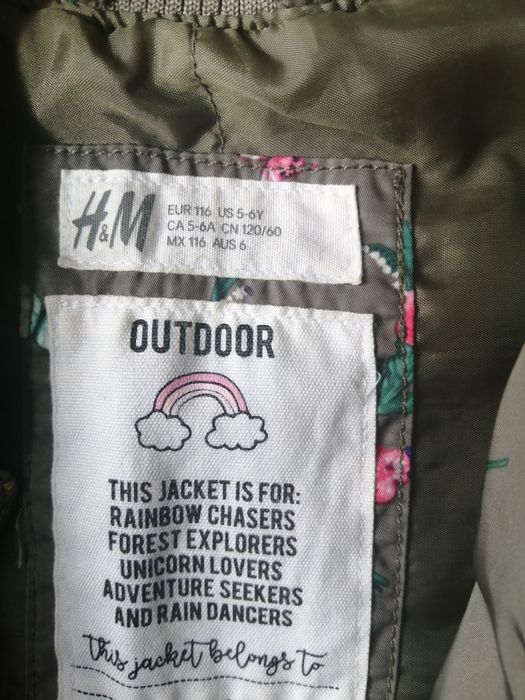 H&M
EUR 116 US 5-6Y
CA 5-6A CN 120/60
MX 116 AUS 6
OUTDOOR
THIS JACKET IS FOR:
RAINBOW CHASERS
FOREST EXPLORERS
UNICORN LOVERS
ADVENTURE SEEKERS
AND RAIN DANCERS
this jacket belongs to